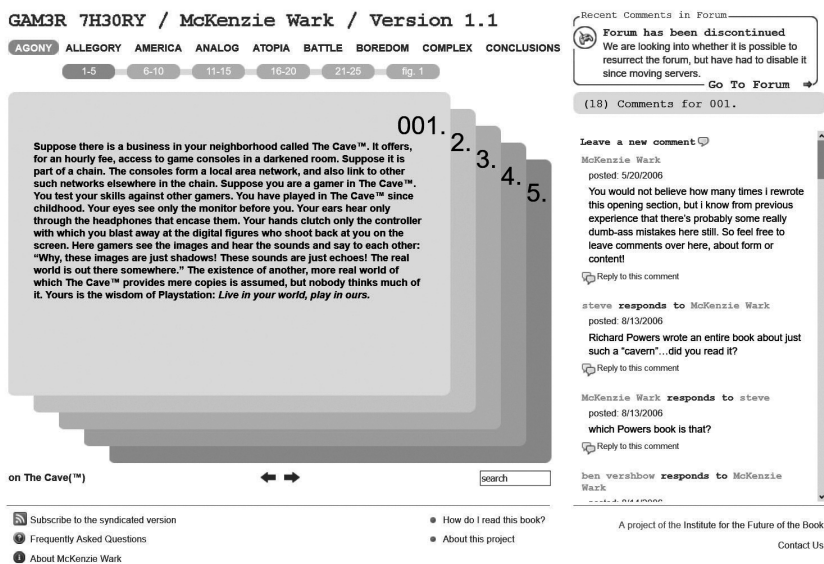 GAM3R 7H30RY / McKenzie Wark / Version 1.1
AGONY ALLEGORY AMERICA ANALOG ATOPIA BATTLE BOREDOM COMPLEX CONCLUSIONS
1-5 6-10 11-15 16-20 21-25 fig. 1
001.
2.
3.
4.
5.
Suppose there is a business in your neighborhood called The Cave™. It offers,
for an hourly fee, access to game consoles in a darkened room. Suppose it is
part of a chain. The consoles form a local area network, and also link to other
such networks elsewhere in the chain. Suppose you are a gamer in The Cave™.
You test your skills against other gamers. You have played in The Cave™ since
childhood. Your eyes see only the monitor before you. Your ears hear only
through the headphones that encase them. Your hands clutch only the controller
with which you blast away at the digital figures who shoot back at you on the
screen. Here gamers see the images and hear the sounds and say to each other:
“Why, these images are just shadows! These sounds are just echoes! The real
world is out there somewhere.” The existence of another, more real world of
which The Cave™ provides mere copies is assumed, but nobody thinks much of
it. Yours is the wisdom of Playstation: Live in your world, play in ours.
on The Cave(™)
search
Subscribe to the syndicated version
Frequently Asked Questions
About McKenzie Wark
How do I read this book?
About this project
Recent Comments in Forum
Forum has been discontinued
We are looking into whether it is possible to
resurrect the forum, but have had to disable it
since moving servers.
Go To Forum
(18) Comments for 001.
Leave a new comment
McKenzie Wark
posted: 5/20/2006
You would not believe how many times i rewrote
this opening section, but i know from previous
experience that there's probably some really
dumb-ass mistakes here still. So feel free to
leave comments over here, about form or
content!
Reply to this comment
steve responds to McKenzie Wark
posted: 8/13/2006
Richard Powers wrote an entire book about just
such a “cavern”…did you read it?
Reply to this comment
McKenzie Wark responds to steve
posted: 8/13/2006
which Powers book is that?
Reply to this comment
ben vershbow responds to McKenzie
Wark
A project of the Institute for the Future of the Book
Contact Us